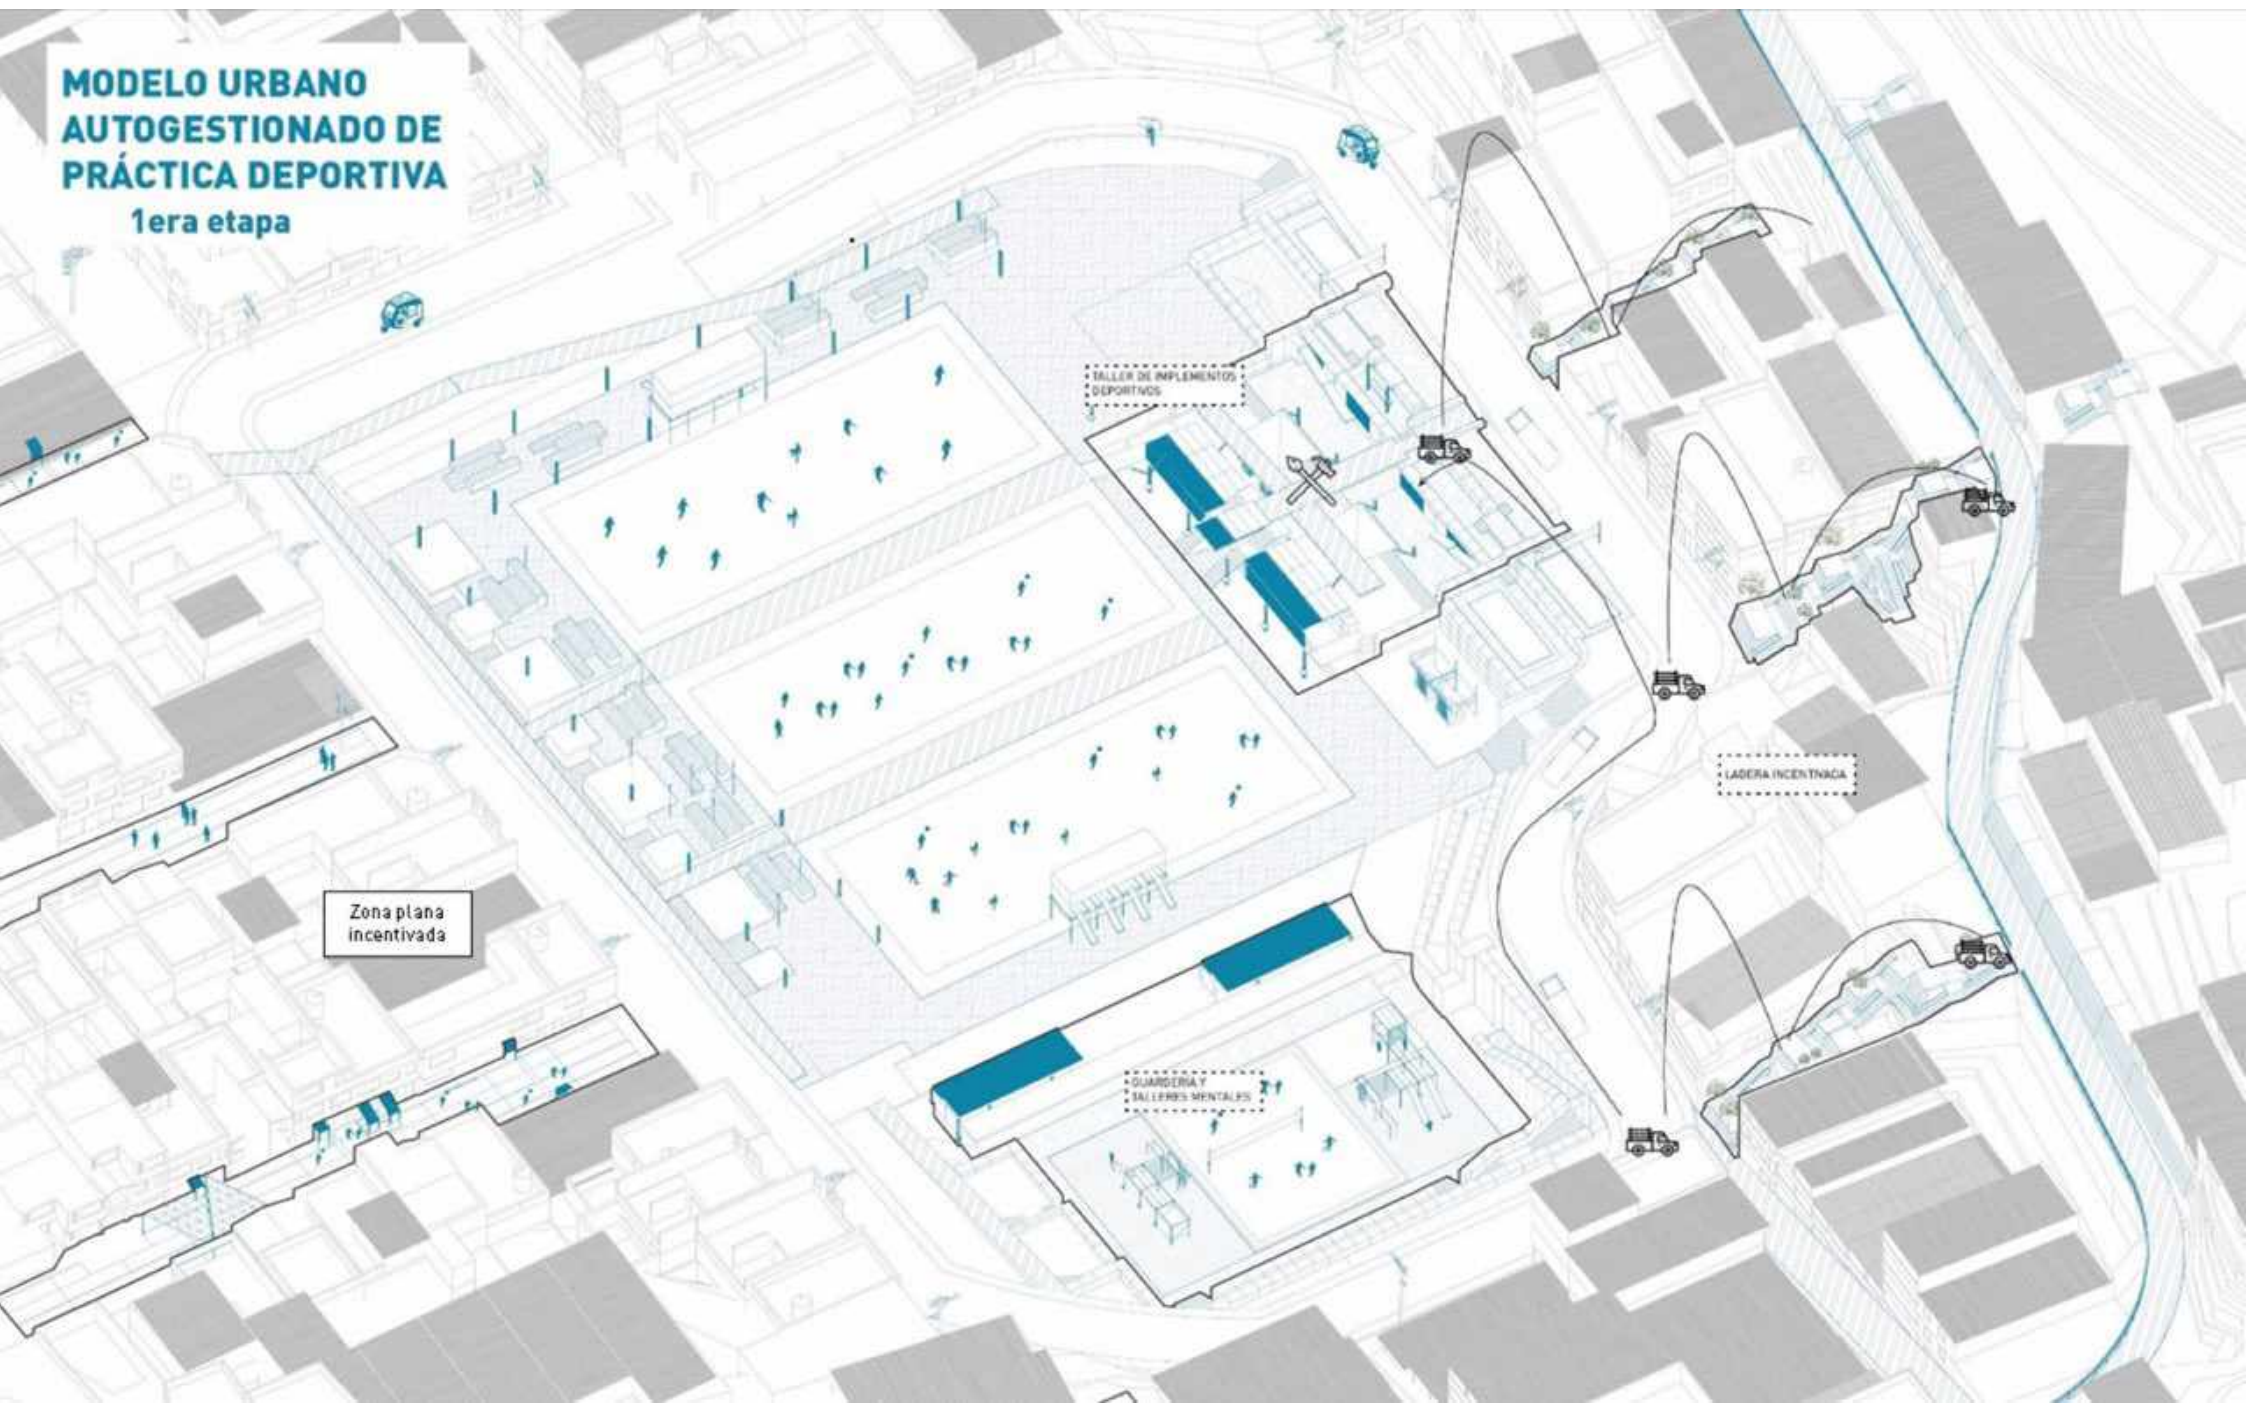 MODELO URBANO
AUTOGESTIONADO DE
PRÁCTICA DEPORTIVA
1era etapa
TALLER DE IMPLEMENTOS
DEPORTIVOS
LADERA INCENTIVADA
Zona plana
incentivada
GUARDERIA Y
TALLERES MENTALES